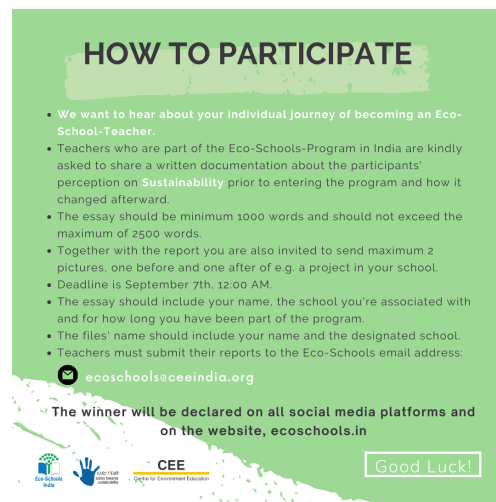 HOW TO PARTICIPATE
• We want to hear about your individual journey of becoming an Eco-
School-Teacher.
• Teachers who are part of the Eco-Schools-Program in India are kindly
asked to share a written documentation about the participants'
perception on Sustainability prior to entering the program and how it
changed afterward.
• The essay should be minimum 1000 words and should not exceed the
maximum of 2500 words.
• Together with the report you are also invited to send maximum 2
pictures, one before and one after of e.g. a project in your school.
• Deadline is September 7th, 12:00 AM.
• The essay should include your name, the school you're associated with
and for how long you have been part of the program.
• The files' name should include your name and the designated school.
• Teachers must submit their reports to the Eco-Schools email address:
ecoschools@ceeindia.org
The winner will be declared on all social media platforms and
on the website, ecoschools.in
Eco-Schools
India
action towards
sustainability
CEE
Centre for Environment Education
Good Luck!